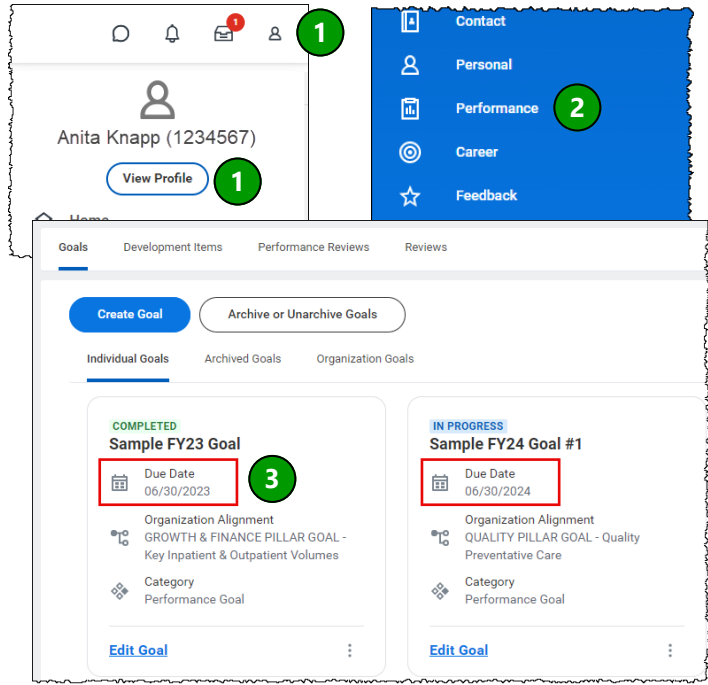 1
1
Anita Knapp (1234567)
View Profile
1
Home
Contact
Personal
Performance
2
Career
Feedback
Goals
Development Items
Performance Reviews
Reviews
Create Goal
Archive or Unarchive Goals
Individual Goals
Archived Goals
Organization Goals
COMPLETED
Sample FY23 Goal
Due Date
06/30/2023
3
Organization Alignment
GROWTH & FINANCE PILLAR GOAL -
Key Inpatient & Outpatient Volumes
Category
Performance Goal
Edit Goal
IN PROGRESS
Sample FY24 Goal #1
Due Date
06/30/2024
Organization Alignment
QUALITY PILLAR GOAL - Quality
Preventative Care
Category
Performance Goal
Edit Goal